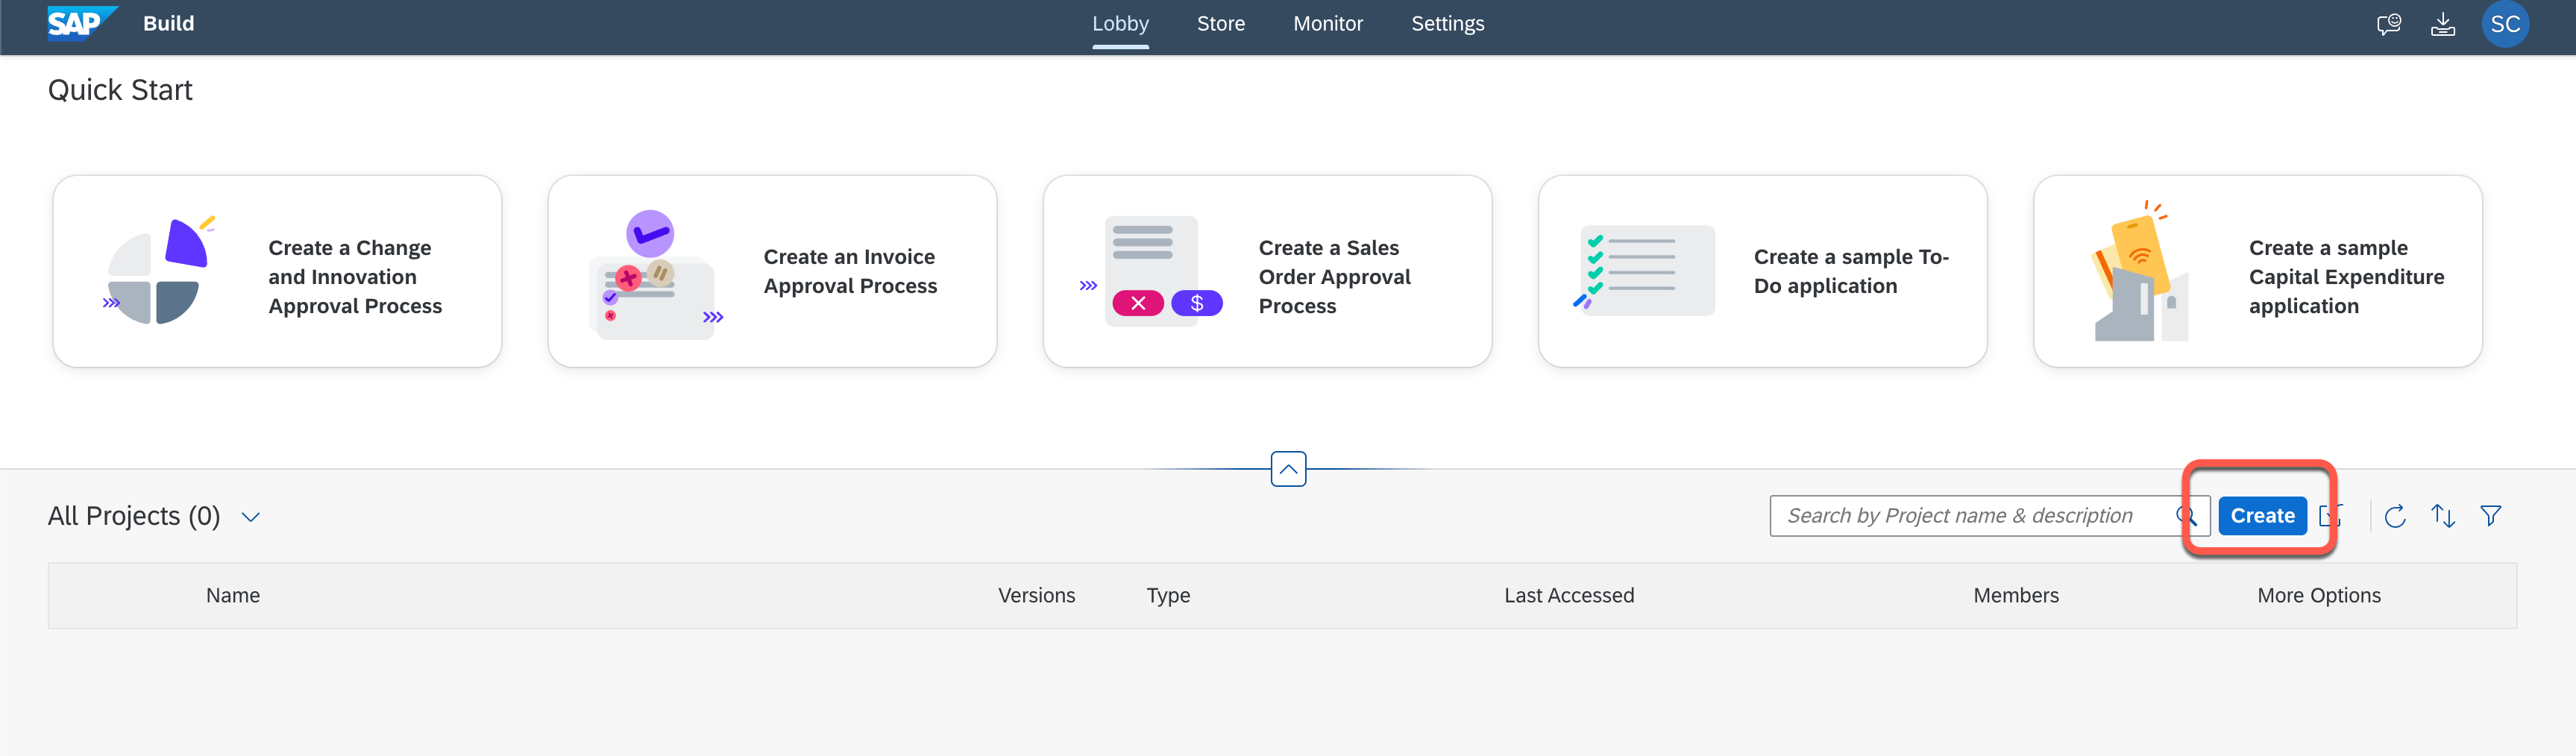 SAP Build
Lobby Store Monitor Settings
SC
Quick Start
Create a Change
and Innovation
Approval Process
Create an Invoice
Approval Process
$
Create a Sales
Order Approval
Process
Create a sample To-
Do application
Create a sample
Capital Expenditure
application
All Projects (0)
Search by Project name & description
Create
Name Versions Type Last Accessed Members More Options